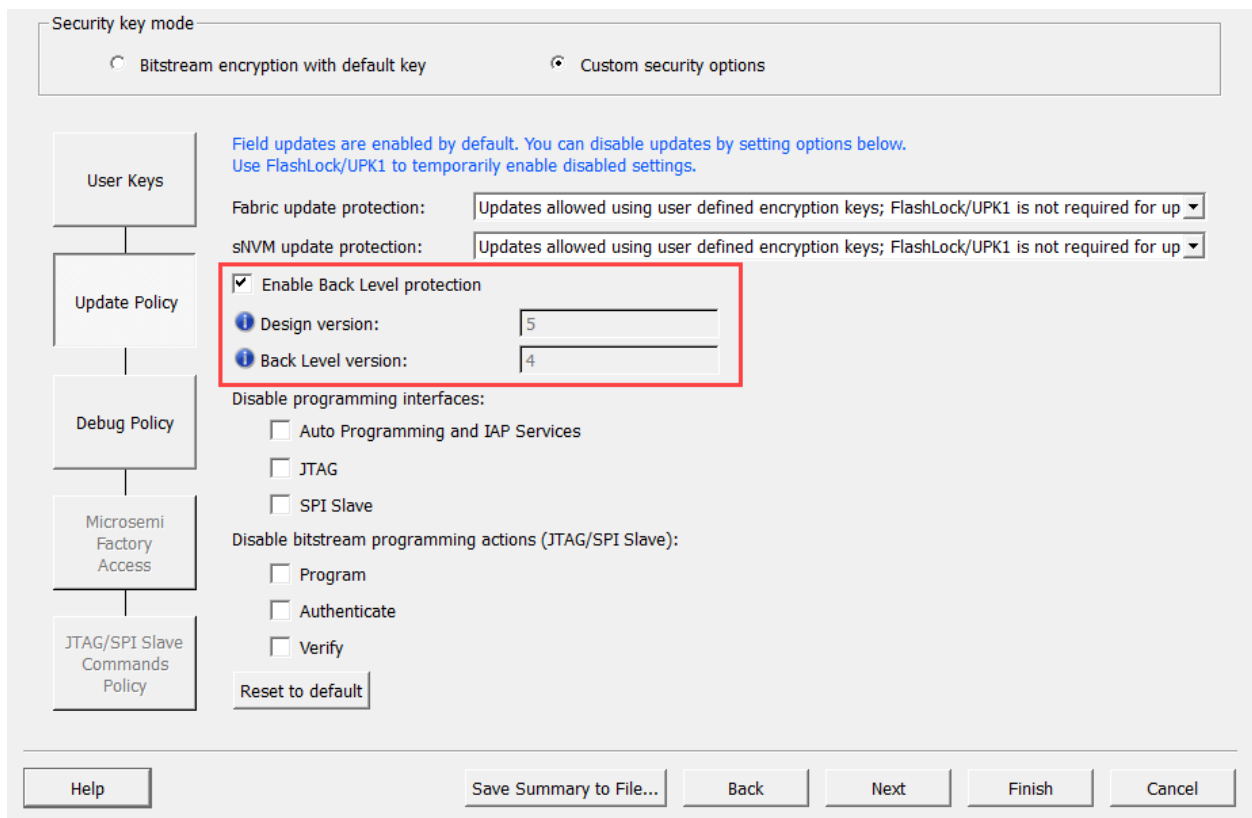 Security key mode
Bitstream encryption with default key
Custom security options
User Keys
Update Policy
Debug Policy
Microsemi
Factory
Access
JTAG/SPI Slave
Commands
Policy
Field updates are enabled by default. You can disable updates by setting options below.
Use FlashLock/UPK1 to temporarily enable disabled settings.
Fabric update protection: Updates allowed using user defined encryption keys; FlashLock/UPK1 is not required for up
sNVM update protection: Updates allowed using user defined encryption keys; FlashLock/UPK1 is not required for up
Enable Back Level protection
Design version: 5
Back Level version: 4
Disable programming interfaces:
Auto Programming and IAP Services
JTAG
SPI Slave
Disable bitstream programming actions (JTAG/SPI Slave):
Program
Authenticate
Verify
Reset to default
Help
Save Summary to File...
Back
Next
Finish
Cancel